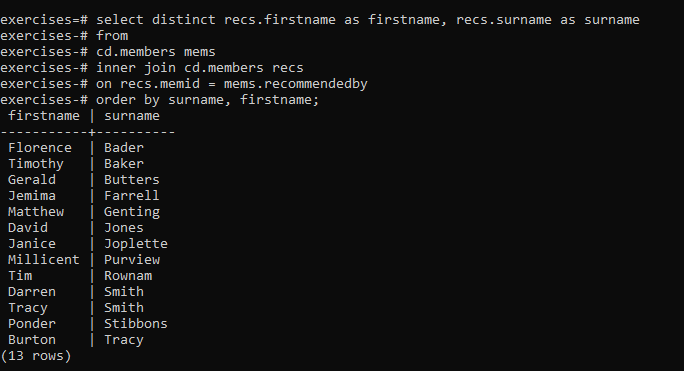 exercises=# select distinct recs.firstname as firstname, recs.surname as surname
exercises-# from
exercises-# cd.members mems
exercises-# inner join cd.members recs
exercises-# on recs.memid = mems.recommendedby
exercises-# order by surname, firstname;
 firstname | surname
-----------+----------
 Florence  | Bader
 Timothy   | Baker
 Gerald    | Butters
 Jemima    | Farrell
 Matthew   | Genting
 David     | Jones
 Janice    | Joplette
 Millicent | Purview
 Tim       | Rownam
 Darren    | Smith
 Tracy     | Smith
 Ponder    | Stibbons
 Burton    | Tracy
(13 rows)